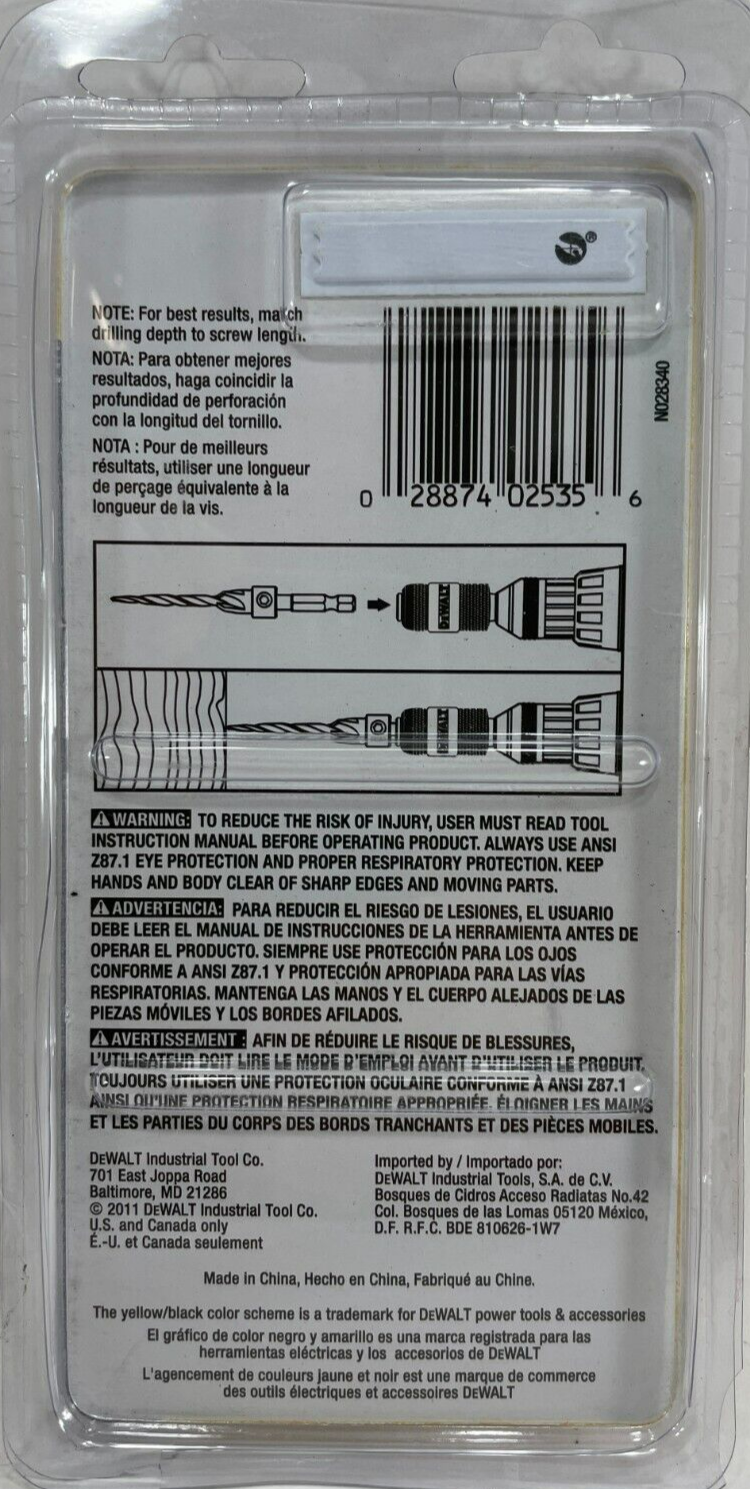 NOTE: For best results, match
drilling depth to screw length.
NOTA: Para obtener mejores
resultados, haga coincidir la
profundidad de perforación
con la longitud del tornillo.
NOTA : Pour de meilleurs
résultats, utiliser une longueur
de perçage équivalente à la
longueur de la vis.
®
N028340
0 28874 02535 6
DEWALT
DEWALT
WARNING: TO REDUCE THE RISK OF INJURY, USER MUST READ TOOL
INSTRUCTION MANUAL BEFORE OPERATING PRODUCT. ALWAYS USE ANSI
Z87.1 EYE PROTECTION AND PROPER RESPIRATORY PROTECTION. KEEP
HANDS AND BODY CLEAR OF SHARP EDGES AND MOVING PARTS.
ADVERTENCIA: PARA REDUCIR EL RIESGO DE LESIONES, EL USUARIO
DEBE LEER EL MANUAL DE INSTRUCCIONES DE LA HERRAMIENTA ANTES DE
OPERAR EL PRODUCTO. SIEMPRE USE PROTECCIÓN PARA LOS OJOS
CONFORME A ANSI Z87.1 Y PROTECCIÓN APROPIADA PARA LAS VÍAS
RESPIRATORIAS. MANTENGA LAS MANOS Y EL CUERPO ALEJADOS DE LAS
PIEZAS MÓVILES Y LOS BORDES AFILADOS.
AVERTISSEMENT : AFIN DE RÉDUIRE LE RISQUE DE BLESSURES,
L'UTILISATEUR DOIT LIRE LE MODE D'EMPLOI AVANT D'UTILISER LE PRODUIT.
TOUJOURS UTILISER UNE PROTECTION OCULAIRE CONFORME À ANSI Z87.1
AINSI QU'UNE PROTECTION RESPIRATOIRE APPROPRIÉE. ÉLOIGNER LES MAINS
ET LES PARTIES DU CORPS DES BORDS TRANCHANTS ET DES PIÈCES MOBILES.
DEWALT Industrial Tool Co.
701 East Joppa Road
Baltimore, MD 21286
© 2011 DEWALT Industrial Tool Co.
U.S. and Canada only
É.-U. et Canada seulement
Imported by / Importado por:
DEWALT Industrial Tools, S.A. de C.V.
Bosques de Cidros Acceso Radiatas No.42
Col. Bosques de las Lomas 05120 México,
D.F. R.F.C. BDE 810626-1W7
Made in China, Hecho en China, Fabriqué au Chine.
The yellow/black color scheme is a trademark for DEWALT power tools & accessories
El gráfico de color negro y amarillo es una marca registrada para las
herramientas eléctricas y los accesorios de DEWALT
L'agencement de couleurs jaune et noir est une marque de commerce
des outils électriques et accessoires DEWALT